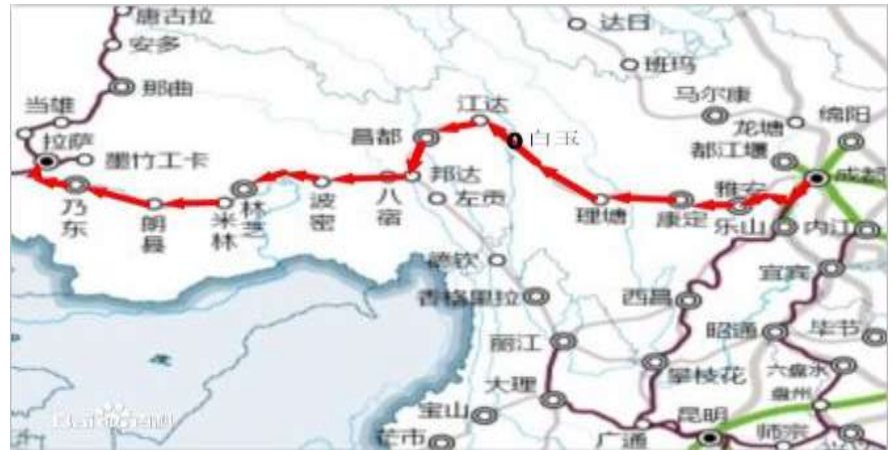 唐古拉
安多
那曲
当雄
拉萨
墨竹工卡
乃东
朗县
米林
林芝
波密
八宿
邦达
昌都
江达
左贡
白玉
理塘
康定
雅安
成都
达日
班玛
马尔康
龙塘
绵阳
都江堰
乐山
内江
宜宾
德钦
香格里拉
西昌
丽江
昭通
毕节
大理
攀枝花
六盘水
盘州
宝山
昆明
芒市
广通
师宗
Bai百科